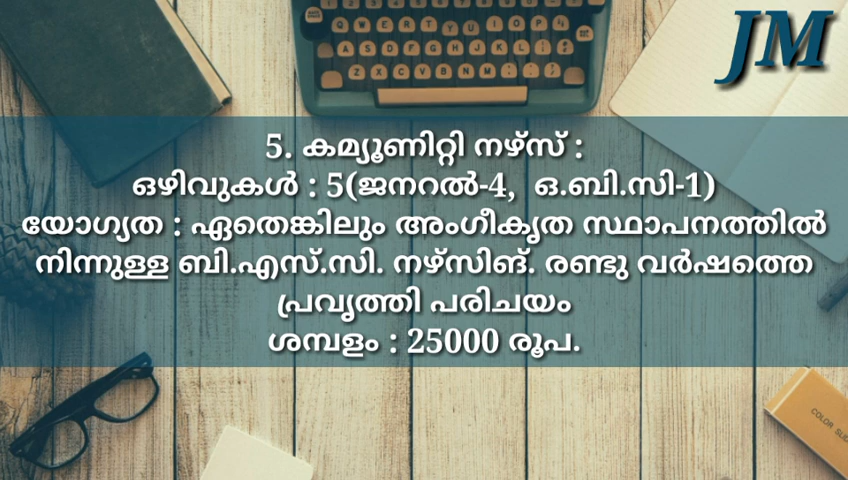 JM
5. കമ്യൂണിറ്റി നഴ്സ് :
ഒഴിവുകൾ : 5(ജനറൽ-4, ഒ.ബി.സി-1)
യോഗ്യത : ഏതെങ്കിലും അംഗീകൃത സ്ഥാപനത്തിൽ
നിന്നുള്ള ബി.എസ്.സി. നഴ്സിങ്. രണ്ടു വർഷത്തെ
പ്രവൃത്തി പരിചയം
ശമ്പളം : 25000 രൂപ.